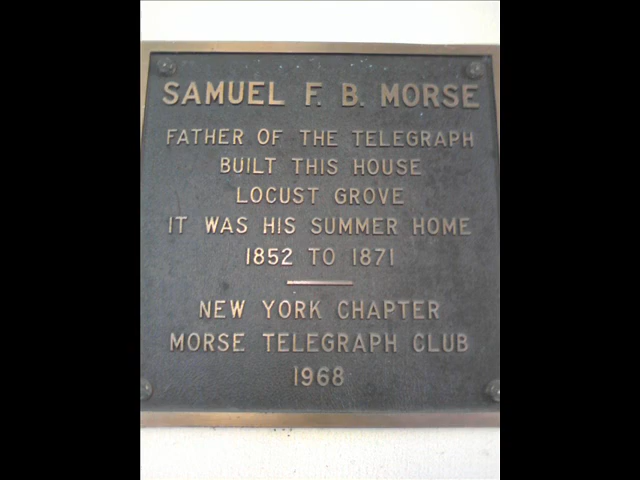 SAMUEL F. B. MORSE
FATHER OF THE TELEGRAPH
BUILT THIS HOUSE
LOCUST GROVE
IT WAS HIS SUMMER HOME
1852 TO 1871
NEW YORK CHAPTER
MORSE TELEGRAPH CLUB
1968